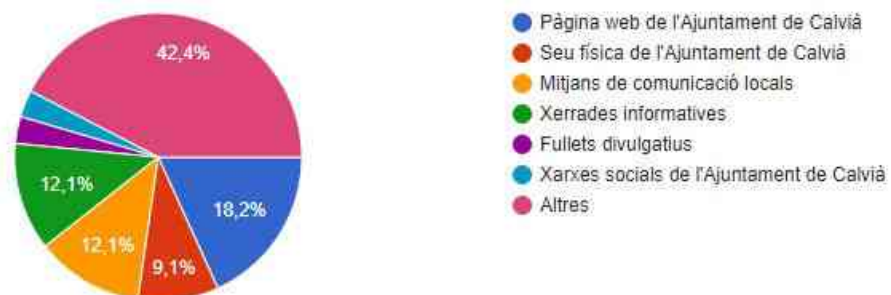 42,4%
18,2%
9,1%
12,1%
12,1%
Pàgina web de l'Ajuntament de Calvià
Seu física de l'Ajuntament de Calvià
Mitjans de comunicació locals
Xerrades informatives
Fullets divulgatius
Xarxes socials de l'Ajuntament de Calvià
Altres